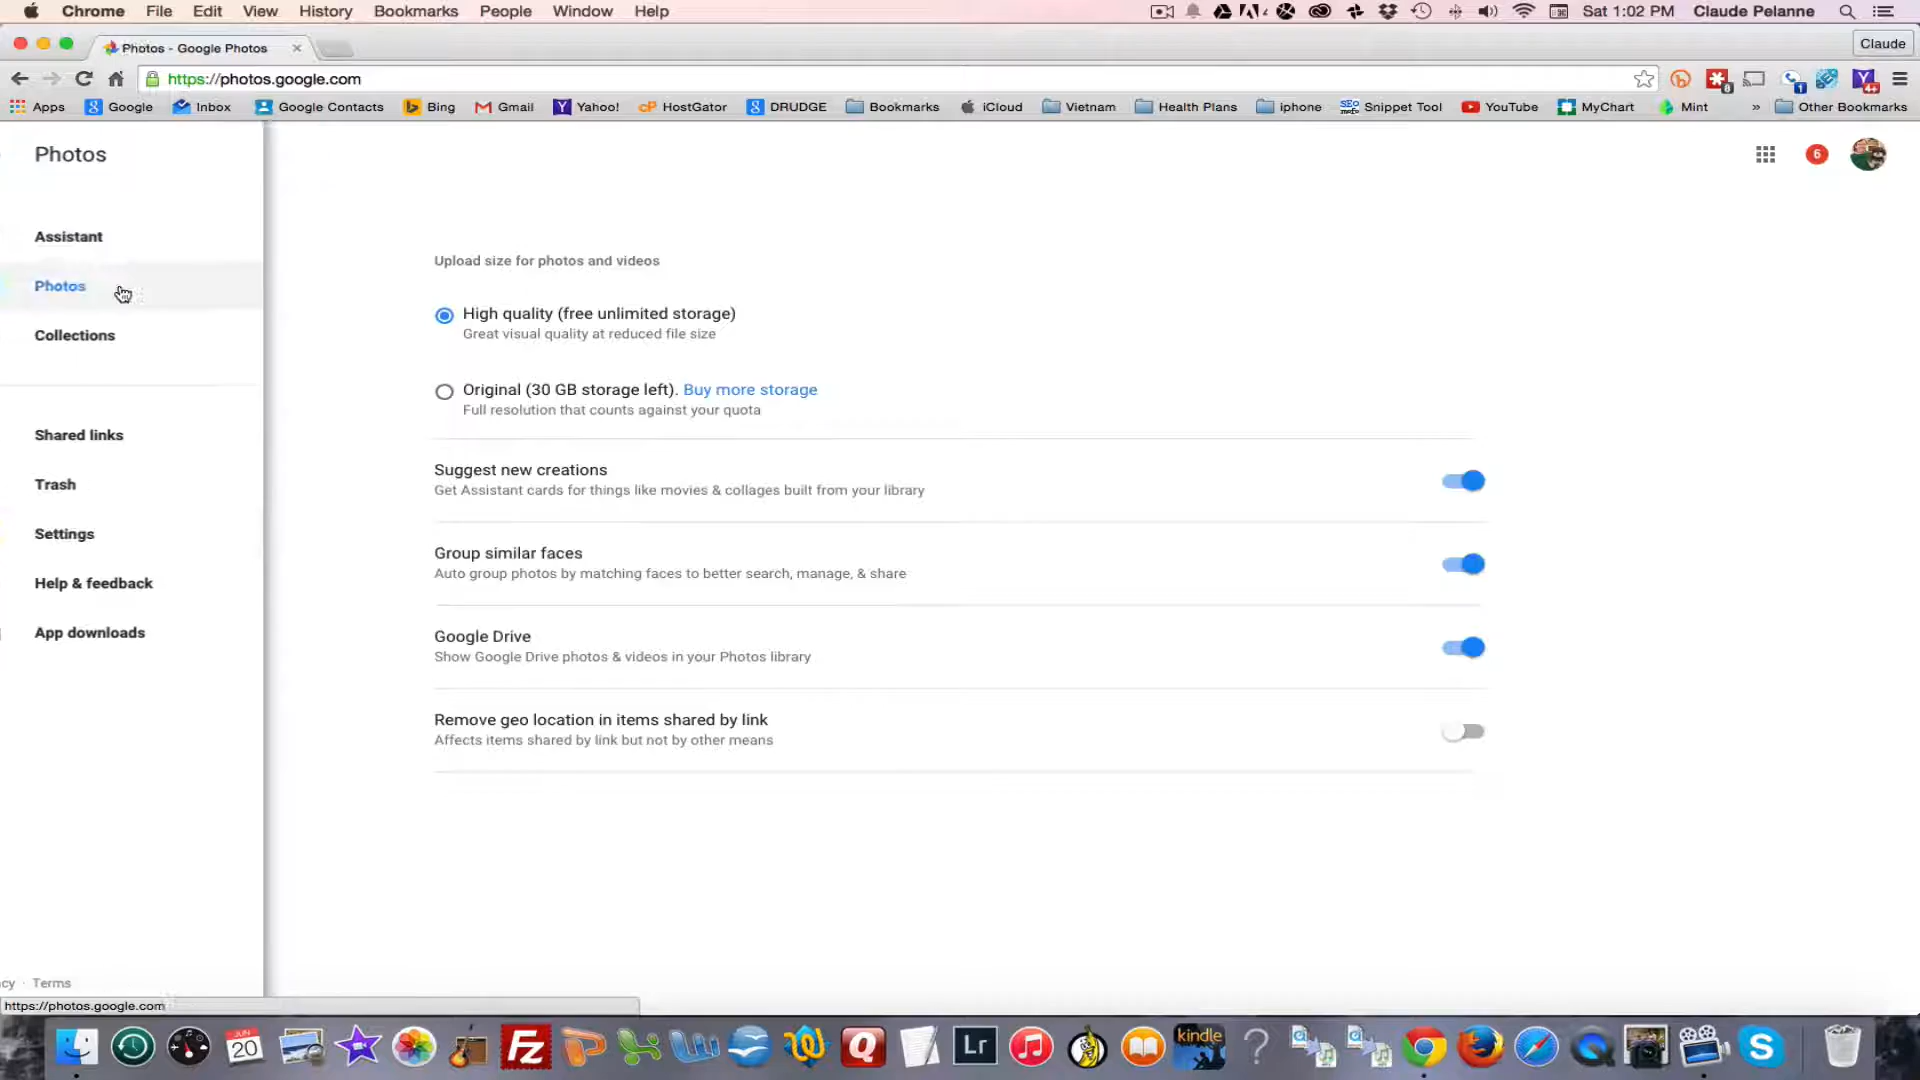 Chrome File Edit View History Bookmarks People Window Help Sat 1:02 PM Claude Pelanne
Photos - Google Photos Claude
https://photos.google.com
Apps Google Inbox Google Contacts Bing Gmail Yahoo! HostGator DRUDGE Bookmarks iCloud Vietnam Health Plans iphone Snippet Tool YouTube MyChart Mint » Other Bookmarks
Photos
6
Assistant
Photos
Collections
Shared links
Trash
Settings
Help & feedback
App downloads
Upload size for photos and videos
High quality (free unlimited storage)
Great visual quality at reduced file size
Original (30 GB storage left). Buy more storage
Full resolution that counts against your quota
Suggest new creations
Get Assistant cards for things like movies & collages built from your library
Group similar faces
Auto group photos by matching faces to better search, manage, & share
Google Drive
Show Google Drive photos & videos in your Photos library
Remove geo location in items shared by link
Affects items shared by link but not by other means
cy · Terms
https://photos.google.com
JUN
20
Fz
Q
Lr
kindle
?
S